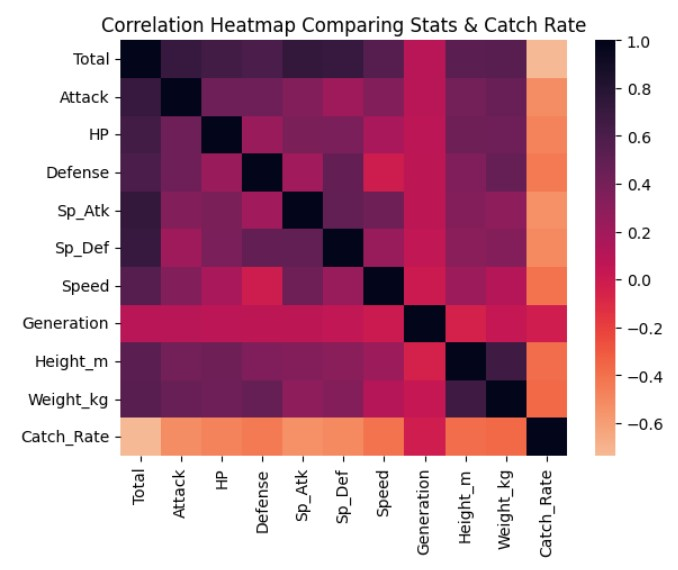 Correlation Heatmap Comparing Stats & Catch Rate
Total
Attack
HP
Defense
Sp_Atk
Sp_Def
Speed
Generation
Height_m
Weight_kg
Catch_Rate
Total
Attack
HP
Defense
Sp_Atk
Sp_Def
Speed
Generation
Height_m
Weight_kg
Catch_Rate
1.0
0.8
0.6
0.4
0.2
0.0
−0.2
−0.4
−0.6